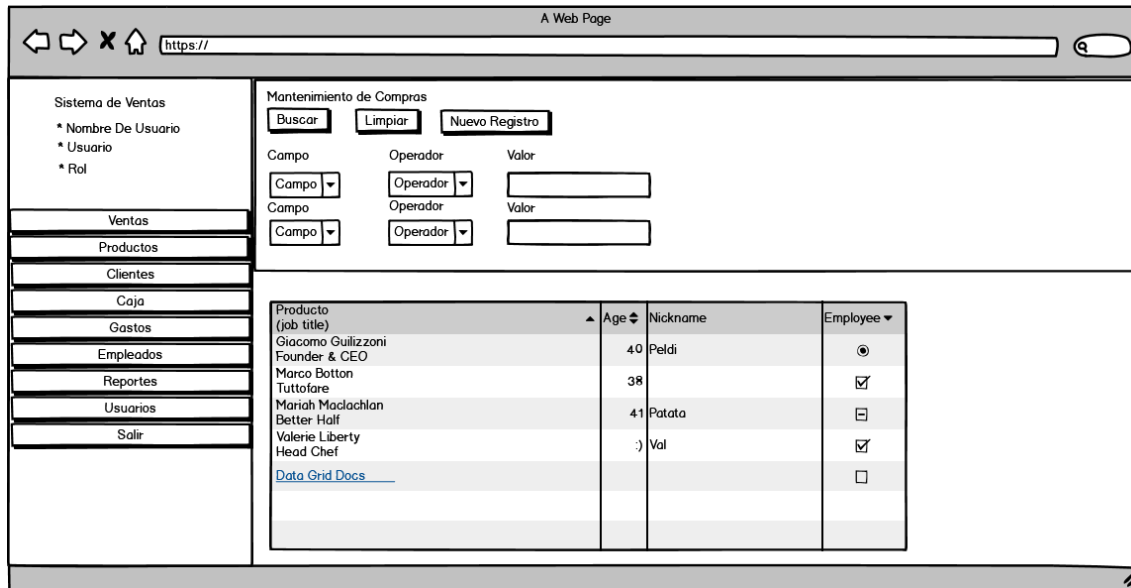 A Web Page
https://
Sistema de Ventas
* Nombre De Usuario
* Usuario
* Rol
Ventas
Productos
Clientes
Caja
Gastos
Empleados
Reportes
Usuarios
Salir
Mantenimiento de Compras
Buscar Limpiar Nuevo Registro
Campo Operador Valor
Campo Operador
Campo Operador Valor
Campo Operador
Producto
(job title) Age Nickname Employee
Giacomo Guilizzoni
Founder & CEO 40 Peldi
Marco Botton
Tuttofare 38
Mariah Maclachlan
Better Half 41 Patata
Valerie Liberty
Head Chef :) Val
Data Grid Docs